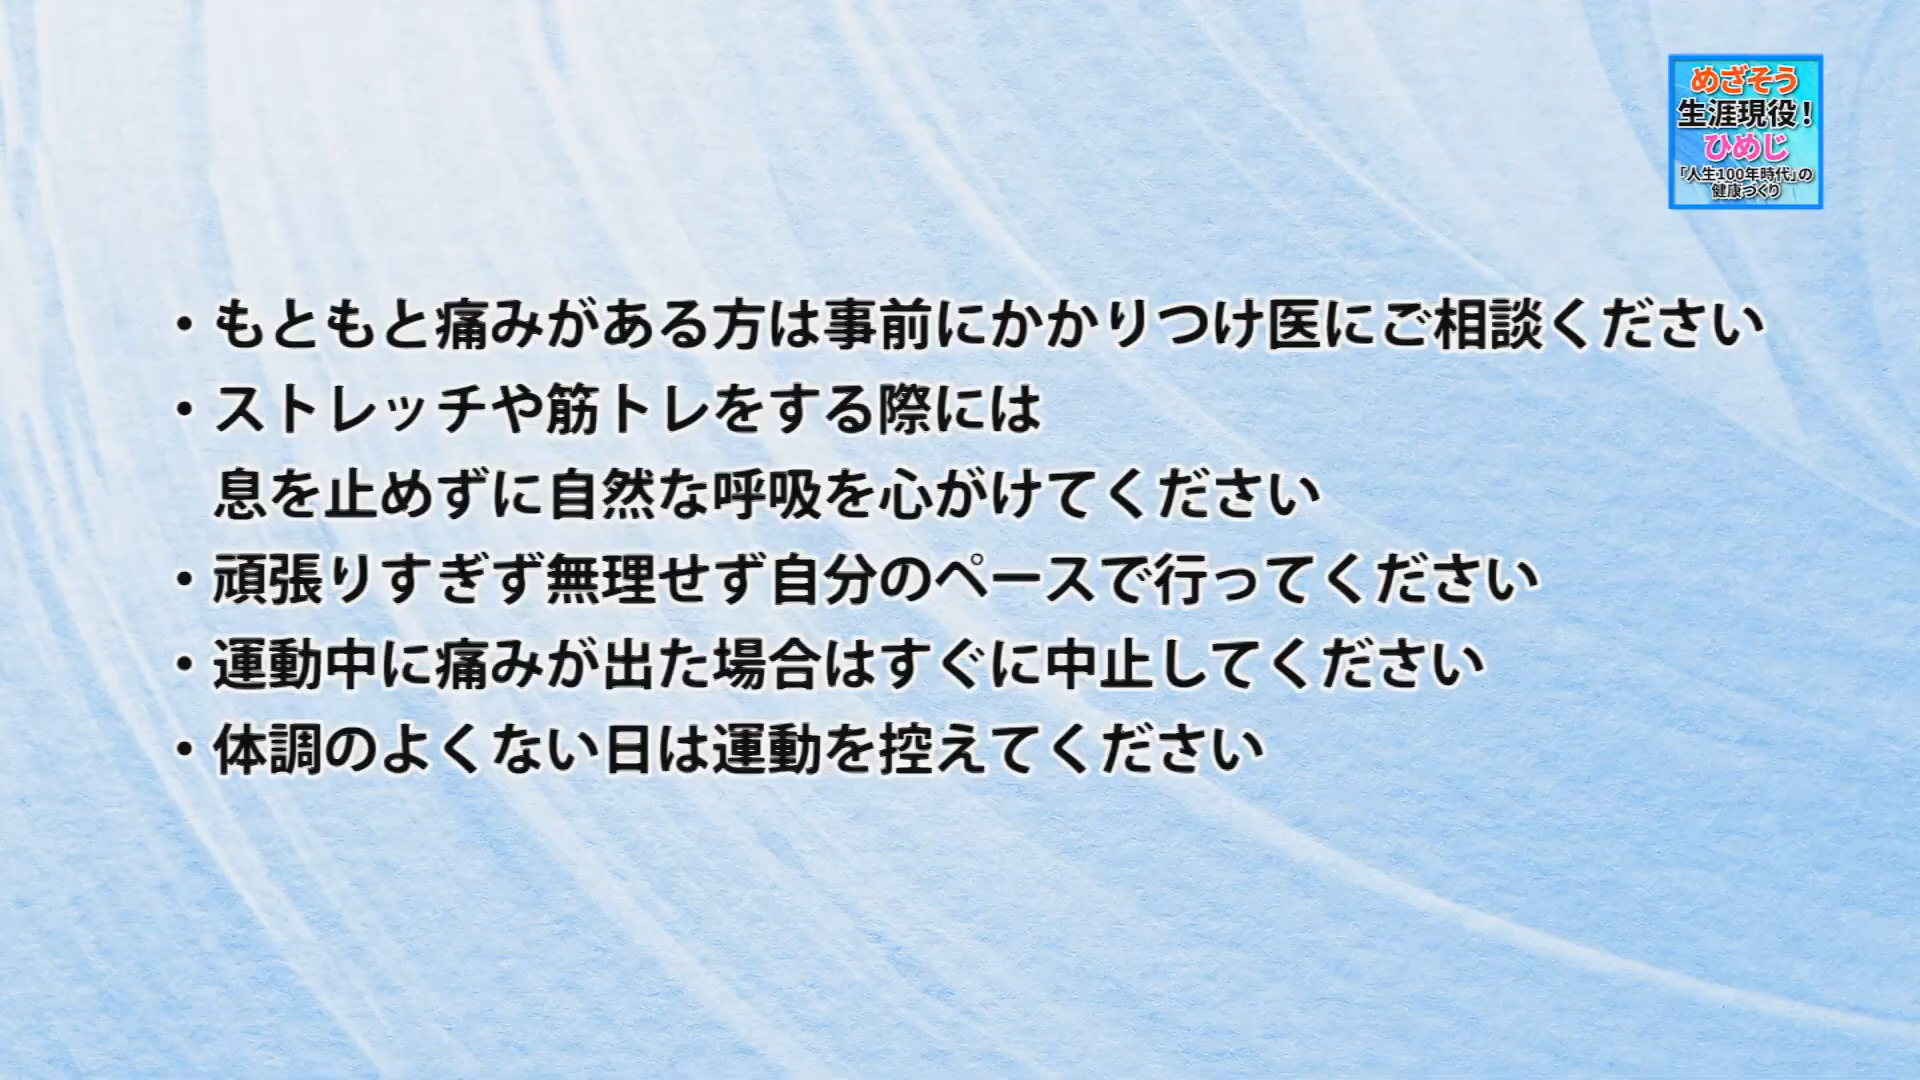 めざそう
生涯現役!
ひめじ
「人生100年時代」の
健康づくり
・もともと痛みがある方は事前にかかりつけ医にご相談ください
・ストレッチや筋トレをする際には
息を止めずに自然な呼吸を心がけてください
・頑張りすぎず無理せず自分のペースで行ってください
・運動中に痛みが出た場合はすぐに中止してください
・体調のよくない日は運動を控えてください